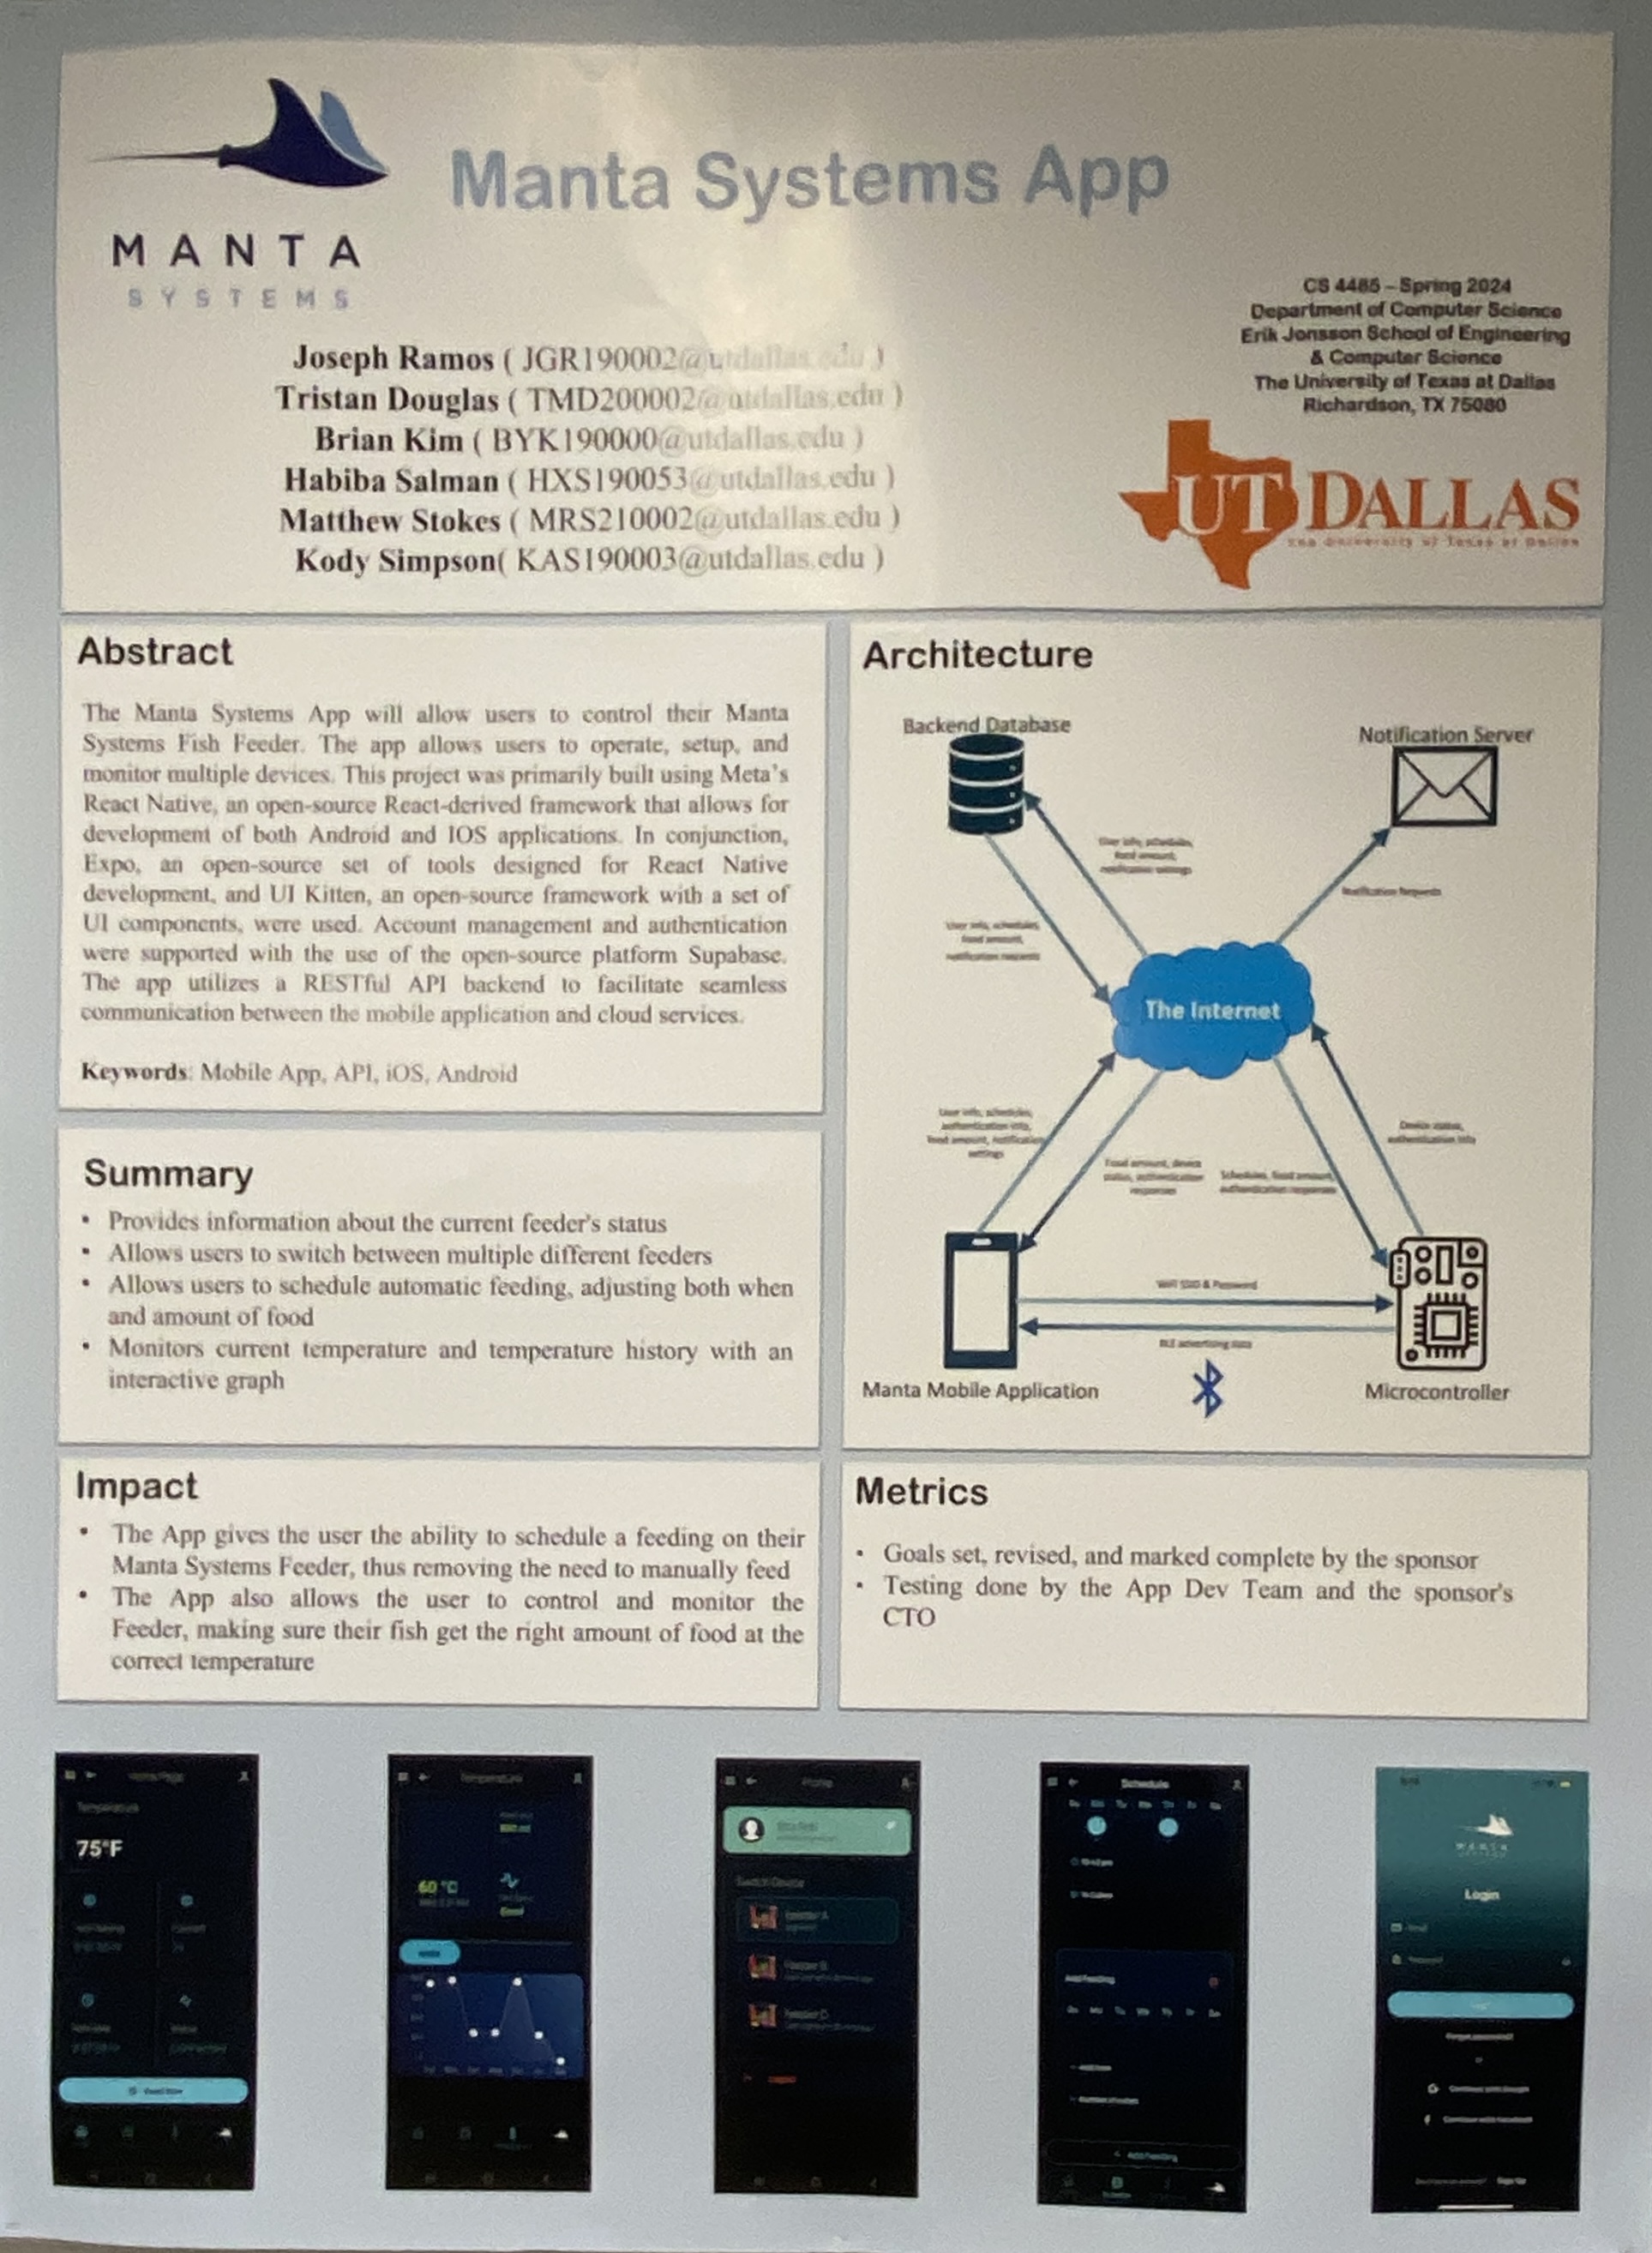 MANTA
SYSTEMS
Manta Systems App
CS 4485 – Spring 2024
Department of Computer Science
Erik Jonsson School of Engineering
& Computer Science
The University of Texas at Dallas
Richardson, TX 75080
Joseph Ramos ( JGR190002@utdallas.edu )
Tristan Douglas ( TMD200002@utdallas.edu )
Brian Kim ( BYK190000@utdallas.edu )
Habiba Salman ( HXS190053@utdallas.edu )
Matthew Stokes ( MRS210002@utdallas.edu )
Kody Simpson( KAS190003@utdallas.edu )
UT DALLAS
The University of Texas at Dallas
Abstract
The Manta Systems App will allow users to control their Manta
Systems Fish Feeder. The app allows users to operate, setup, and
monitor multiple devices. This project was primarily built using Meta's
React Native, an open-source React-derived framework that allows for
development of both Android and IOS applications. In conjunction,
Expo, an open-source set of tools designed for React Native
development, and UI Kitten, an open-source framework with a set of
UI components, were used. Account management and authentication
were supported with the use of the open-source platform Supabase.
The app utilizes a RESTful API backend to facilitate seamless
communication between the mobile application and cloud services.
Keywords: Mobile App, API, iOS, Android
Summary
• Provides information about the current feeder's status
• Allows users to switch between multiple different feeders
• Allows users to schedule automatic feeding, adjusting both when
and amount of food
• Monitors current temperature and temperature history with an
interactive graph
Impact
• The App gives the user the ability to schedule a feeding on their
Manta Systems Feeder, thus removing the need to manually feed
• The App also allows the user to control and monitor the
Feeder, making sure their fish get the right amount of food at the
correct temperature
Architecture
Backend Database
Notification Server
User info, schedules,
food amount,
notification settings
Notification Requests
User info, schedules,
food amount,
notification requests
The Internet
User info, schedules,
authentication info,
food amount, notification
settings
Device status,
authentication info
Food amount, device
status, authentication
responses
Schedules, food amount,
authentication responses
WiFi SSID & Password
BLE advertising data
Manta Mobile Application
Microcontroller
Metrics
• Goals set, revised, and marked complete by the sponsor
• Testing done by the App Dev Team and the sponsor's
CTO
Home Page
Temperature
75°F
Feed Now
Temperature
60 °C
Good
Profile
Switch Device
Feeder A
Feeder B
Feeder C
Logout
Schedule
Add Feeding
Add Feeding
MANTA
Login
Email
Password
Forgot password?
or
Continue with Google
Continue with Facebook
Sign Up